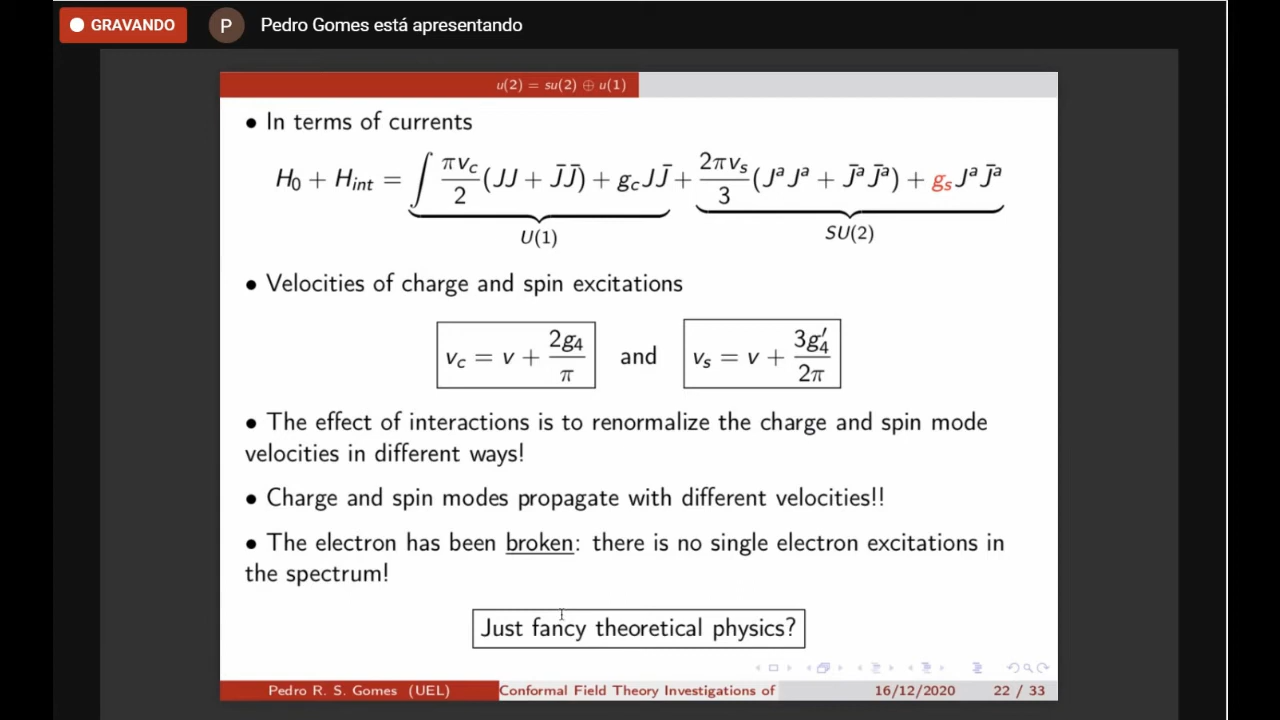 GRAVANDO P Pedro Gomes está apresentando
u(2) = su(2) ⊕ u(1)
• In terms of currents
H₀ + H_int = ∫ πv_c/2 (JJ + J̄J̄) + g_c JJ̄ + 2πv_s/3 (JᵃJᵃ + J̄ᵃJ̄ᵃ) + g_s JᵃJ̄ᵃ
U(1) SU(2)
• Velocities of charge and spin excitations
v_c = v + 2g₄/π and v_s = v + 3g′₄/2π
• The effect of interactions is to renormalize the charge and spin mode
velocities in different ways!
• Charge and spin modes propagate with different velocities!!
• The electron has been broken: there is no single electron excitations in
the spectrum!
Just fancy theoretical physics?
Pedro R. S. Gomes (UEL) Conformal Field Theory Investigations of 16/12/2020 22 / 33